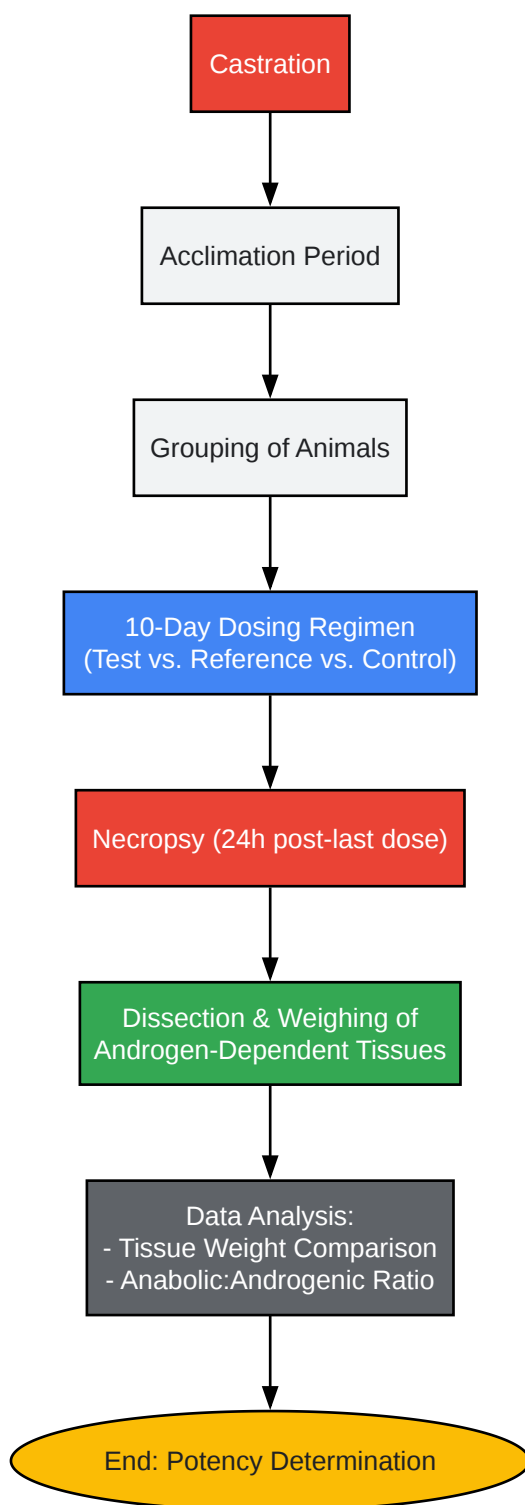 Castration
Acclimation Period
Grouping of Animals
10-Day Dosing Regimen
(Test vs. Reference vs. Control)
Necropsy (24h post-last dose)
Dissection & Weighing of
Androgen-Dependent Tissues
Data Analysis:
- Tissue Weight Comparison
- Anabolic:Androgenic Ratio
End: Potency Determination